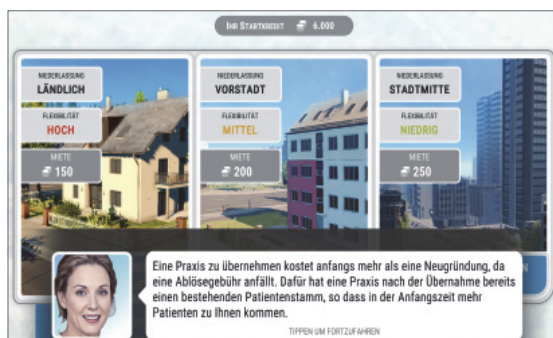 IHR STARTKREDIT 6.000
NIEDERLASSUNG
LÄNDLICH
FLEXIBILITÄT
HOCH
MIETE
150
NIEDERLASSUNG
VORSTADT
FLEXIBILITÄT
MITTEL
MIETE
200
NIEDERLASSUNG
STADTMITTE
FLEXIBILITÄT
NIEDRIG
MIETE
250
Eine Praxis zu übernehmen kostet anfangs mehr als eine Neugründung, da
eine Ablösegebühr anfällt. Dafür hat eine Praxis nach der Übernahme bereits
einen bestehenden Patientenstamm, so dass in der Anfangszeit mehr
Patienten zu Ihnen kommen.
TIPPEN UM FORTZUFAHREN